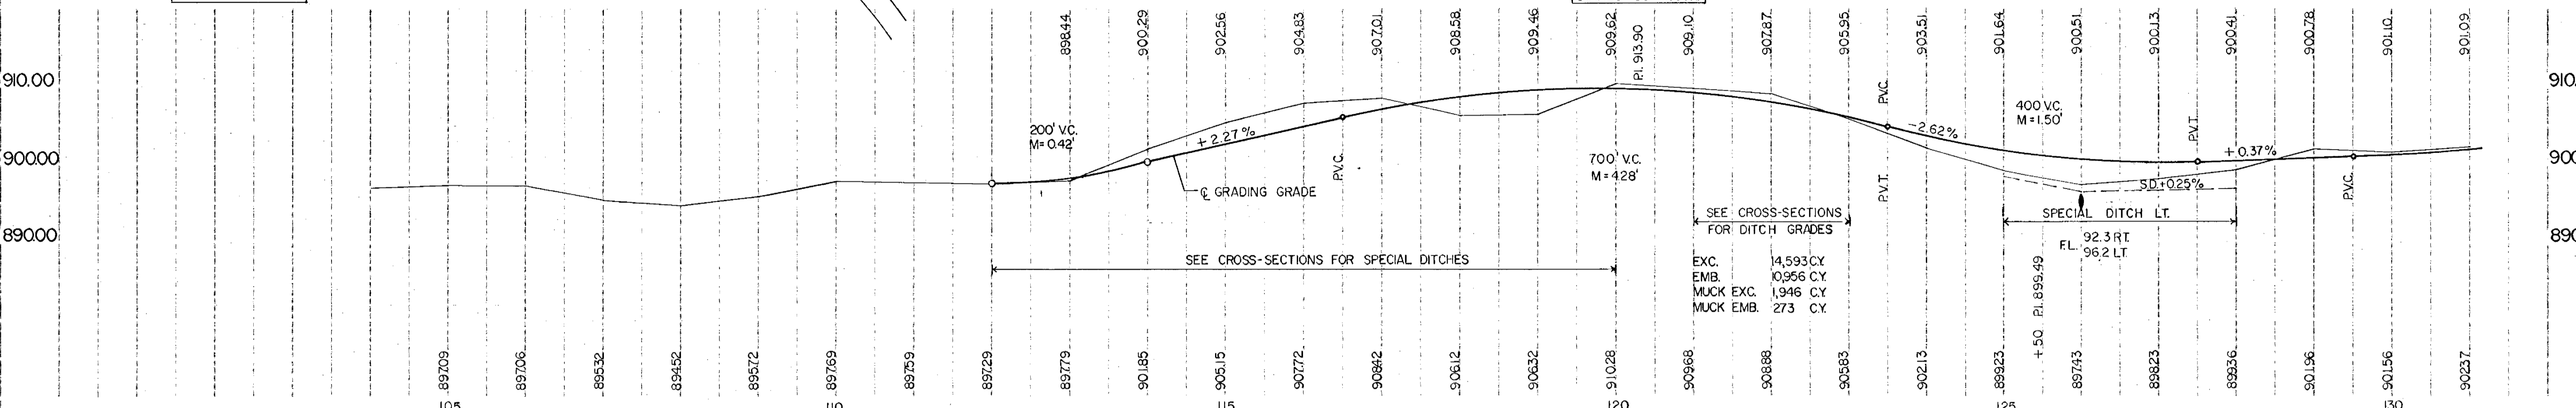 898.44 900.29 902.56 904.83 907.01 908.58 909.46 909.62 909.10 907.87 905.95 903.51 901.64 900.51 900.13 900.41 900.78 901.10 901.09
P.I. 913.90
910.00
900.00
890.00
910.
900
890
200' V.C.
M= 0.42'
+ 2.27 %
P.V.C.
℄ GRADING GRADE
700' V.C.
M= 4.28'
P.V.C.
P.V.T.
-2.62%
400 V.C.
M=1.50'
P.V.T.
+ 0.37%
P.V.C.
S.D.+0.25%
SPECIAL DITCH LT.
F.L. 92.3 RT.
96.2 LT.
SEE CROSS-SECTIONS
FOR DITCH GRADES
SEE CROSS-SECTIONS FOR SPECIAL DITCHES
EXC. 14,593 C.Y.
EMB. 10,956 C.Y.
MUCK EXC. 1,946 C.Y.
MUCK EMB. 273 C.Y.
+50 P.I. 899.49
897.09 897.06 895.32 894.52 895.72 897.69 897.59 897.29 897.79 901.85 905.15 907.72 908.42 906.12 906.32 910.28 909.68 908.88 905.83 902.13 899.23 897.43 898.23 899.36 901.96 901.56 902.37
105 110 115 120 125 130